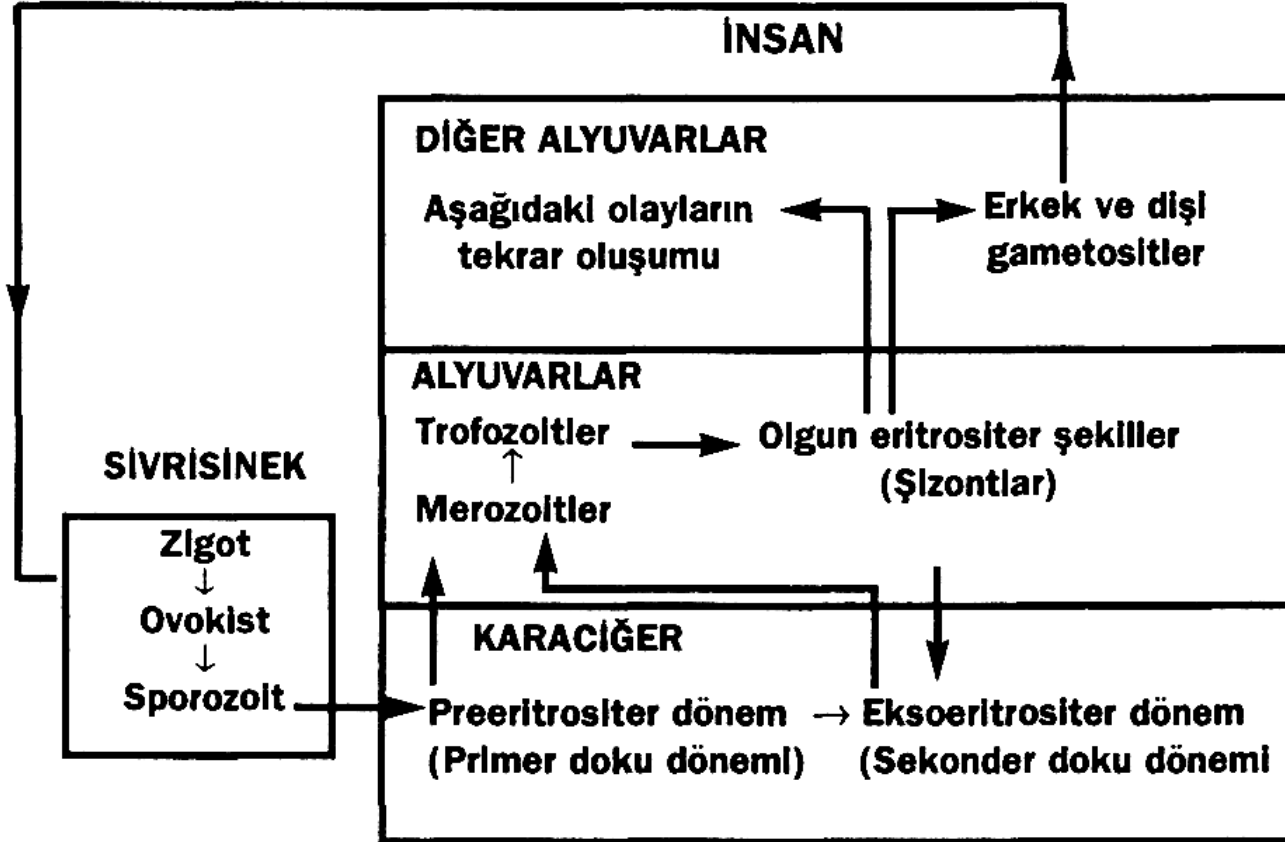 İNSAN
DİĞER ALYUVARLAR
Aşağıdaki olayların
tekrar oluşumu
Erkek ve dişi
gametositler
ALYUVARLAR
Trofozoitler
↑
Merozoitler
Olgun eritrositer şekiller
(Şizontlar)
SİVRİSİNEK
Zigot
↓
Ovokist
↓
Sporozoit
KARACİĞER
Preeritrositer dönem → Eksoeritrositer dönem
(Primer doku dönemi) (Sekonder doku dönemi